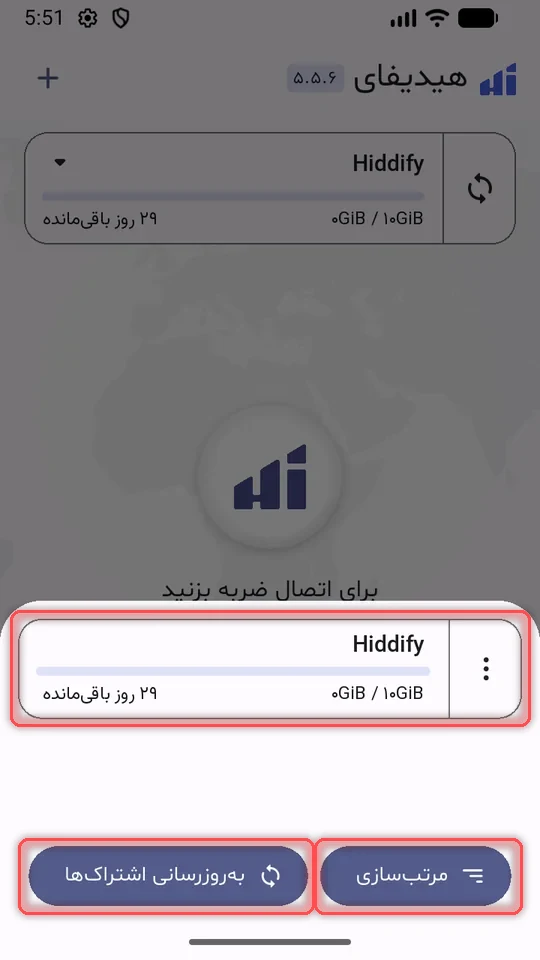 5:51
هیدیفای ۵.۵.۶
Hiddify
۰GiB / ۱۰GiB
۲۹ روز باقی‌مانده
برای اتصال ضربه بزنید
Hiddify
۰GiB / ۱۰GiB
۲۹ روز باقی‌مانده
مرتب‌سازی
به‌روزرسانی اشتراک‌ها